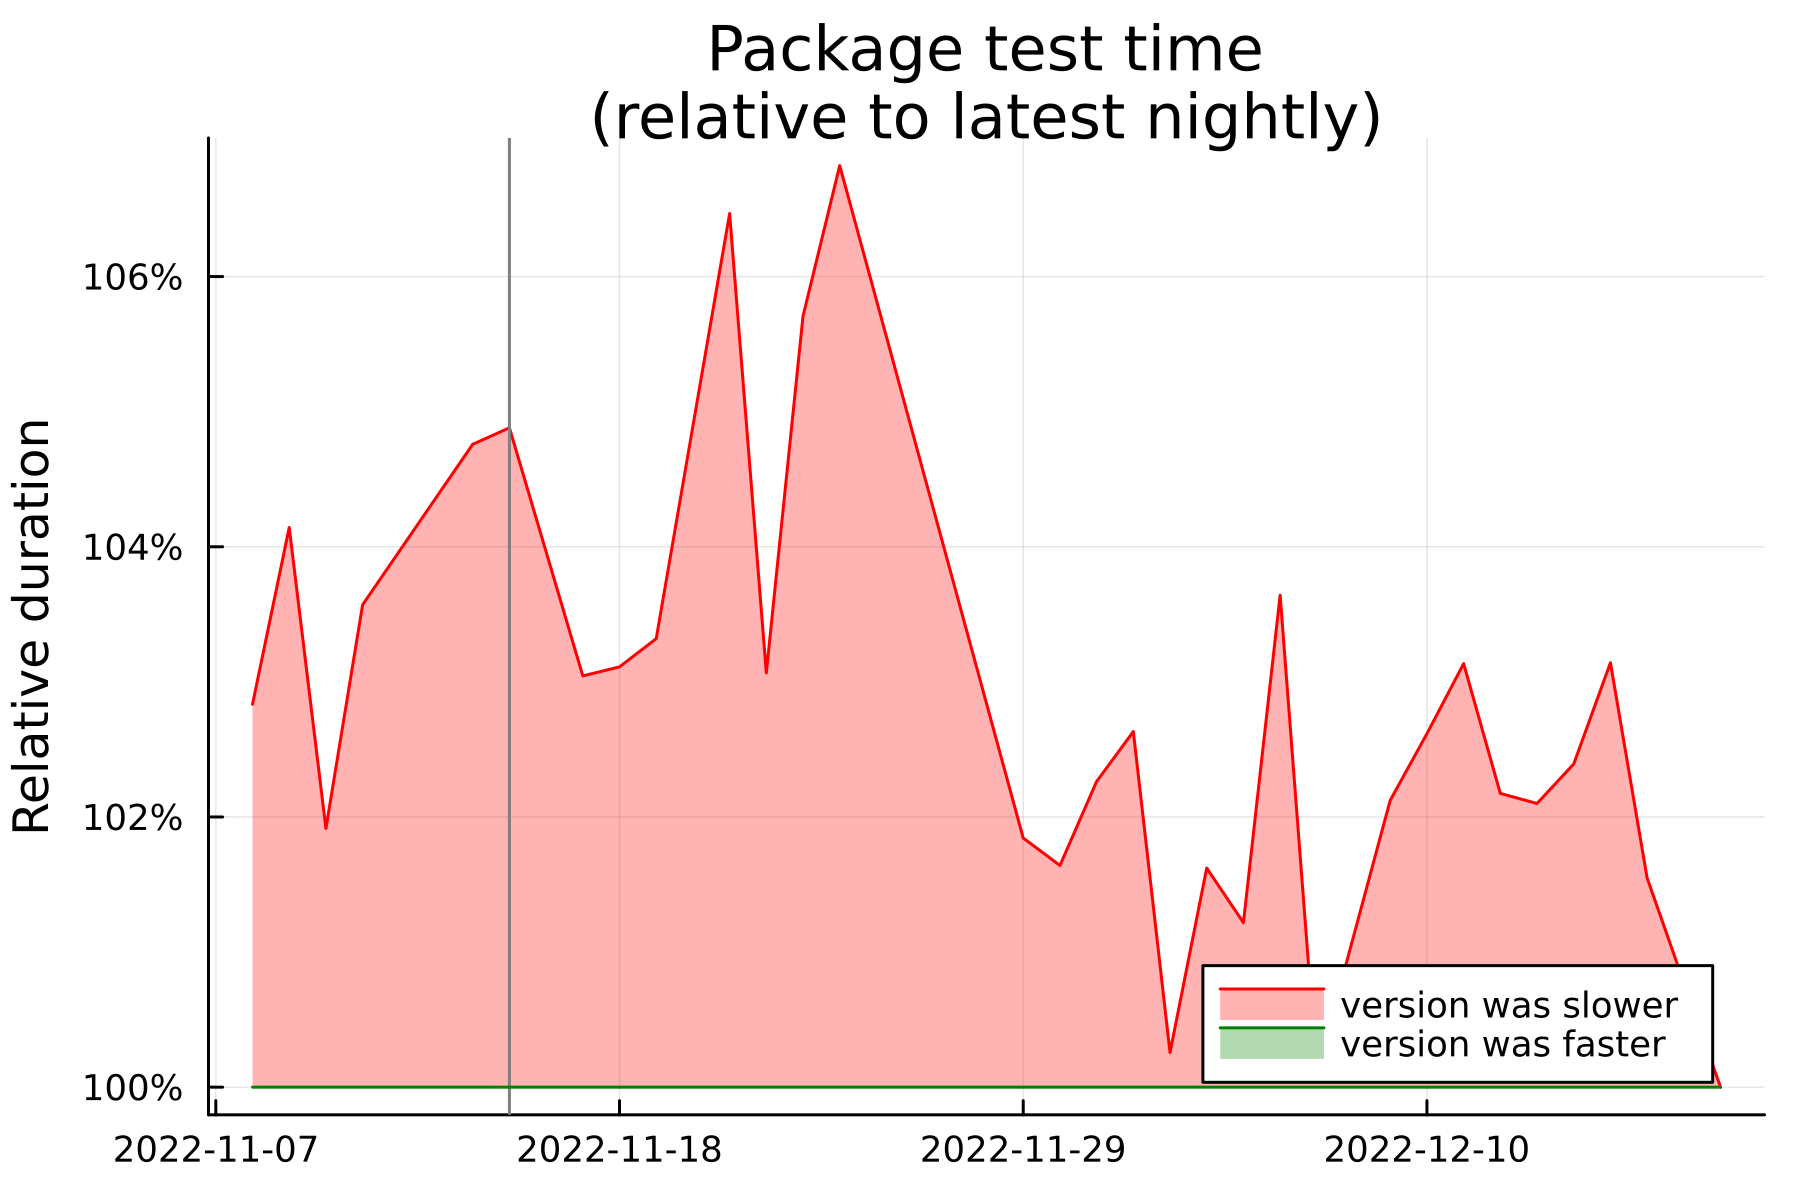 Package test time
(relative to latest nightly)
Relative duration
106%
104%
102%
100%
version was slower
version was faster
2022-11-07
2022-11-18
2022-11-29
2022-12-10